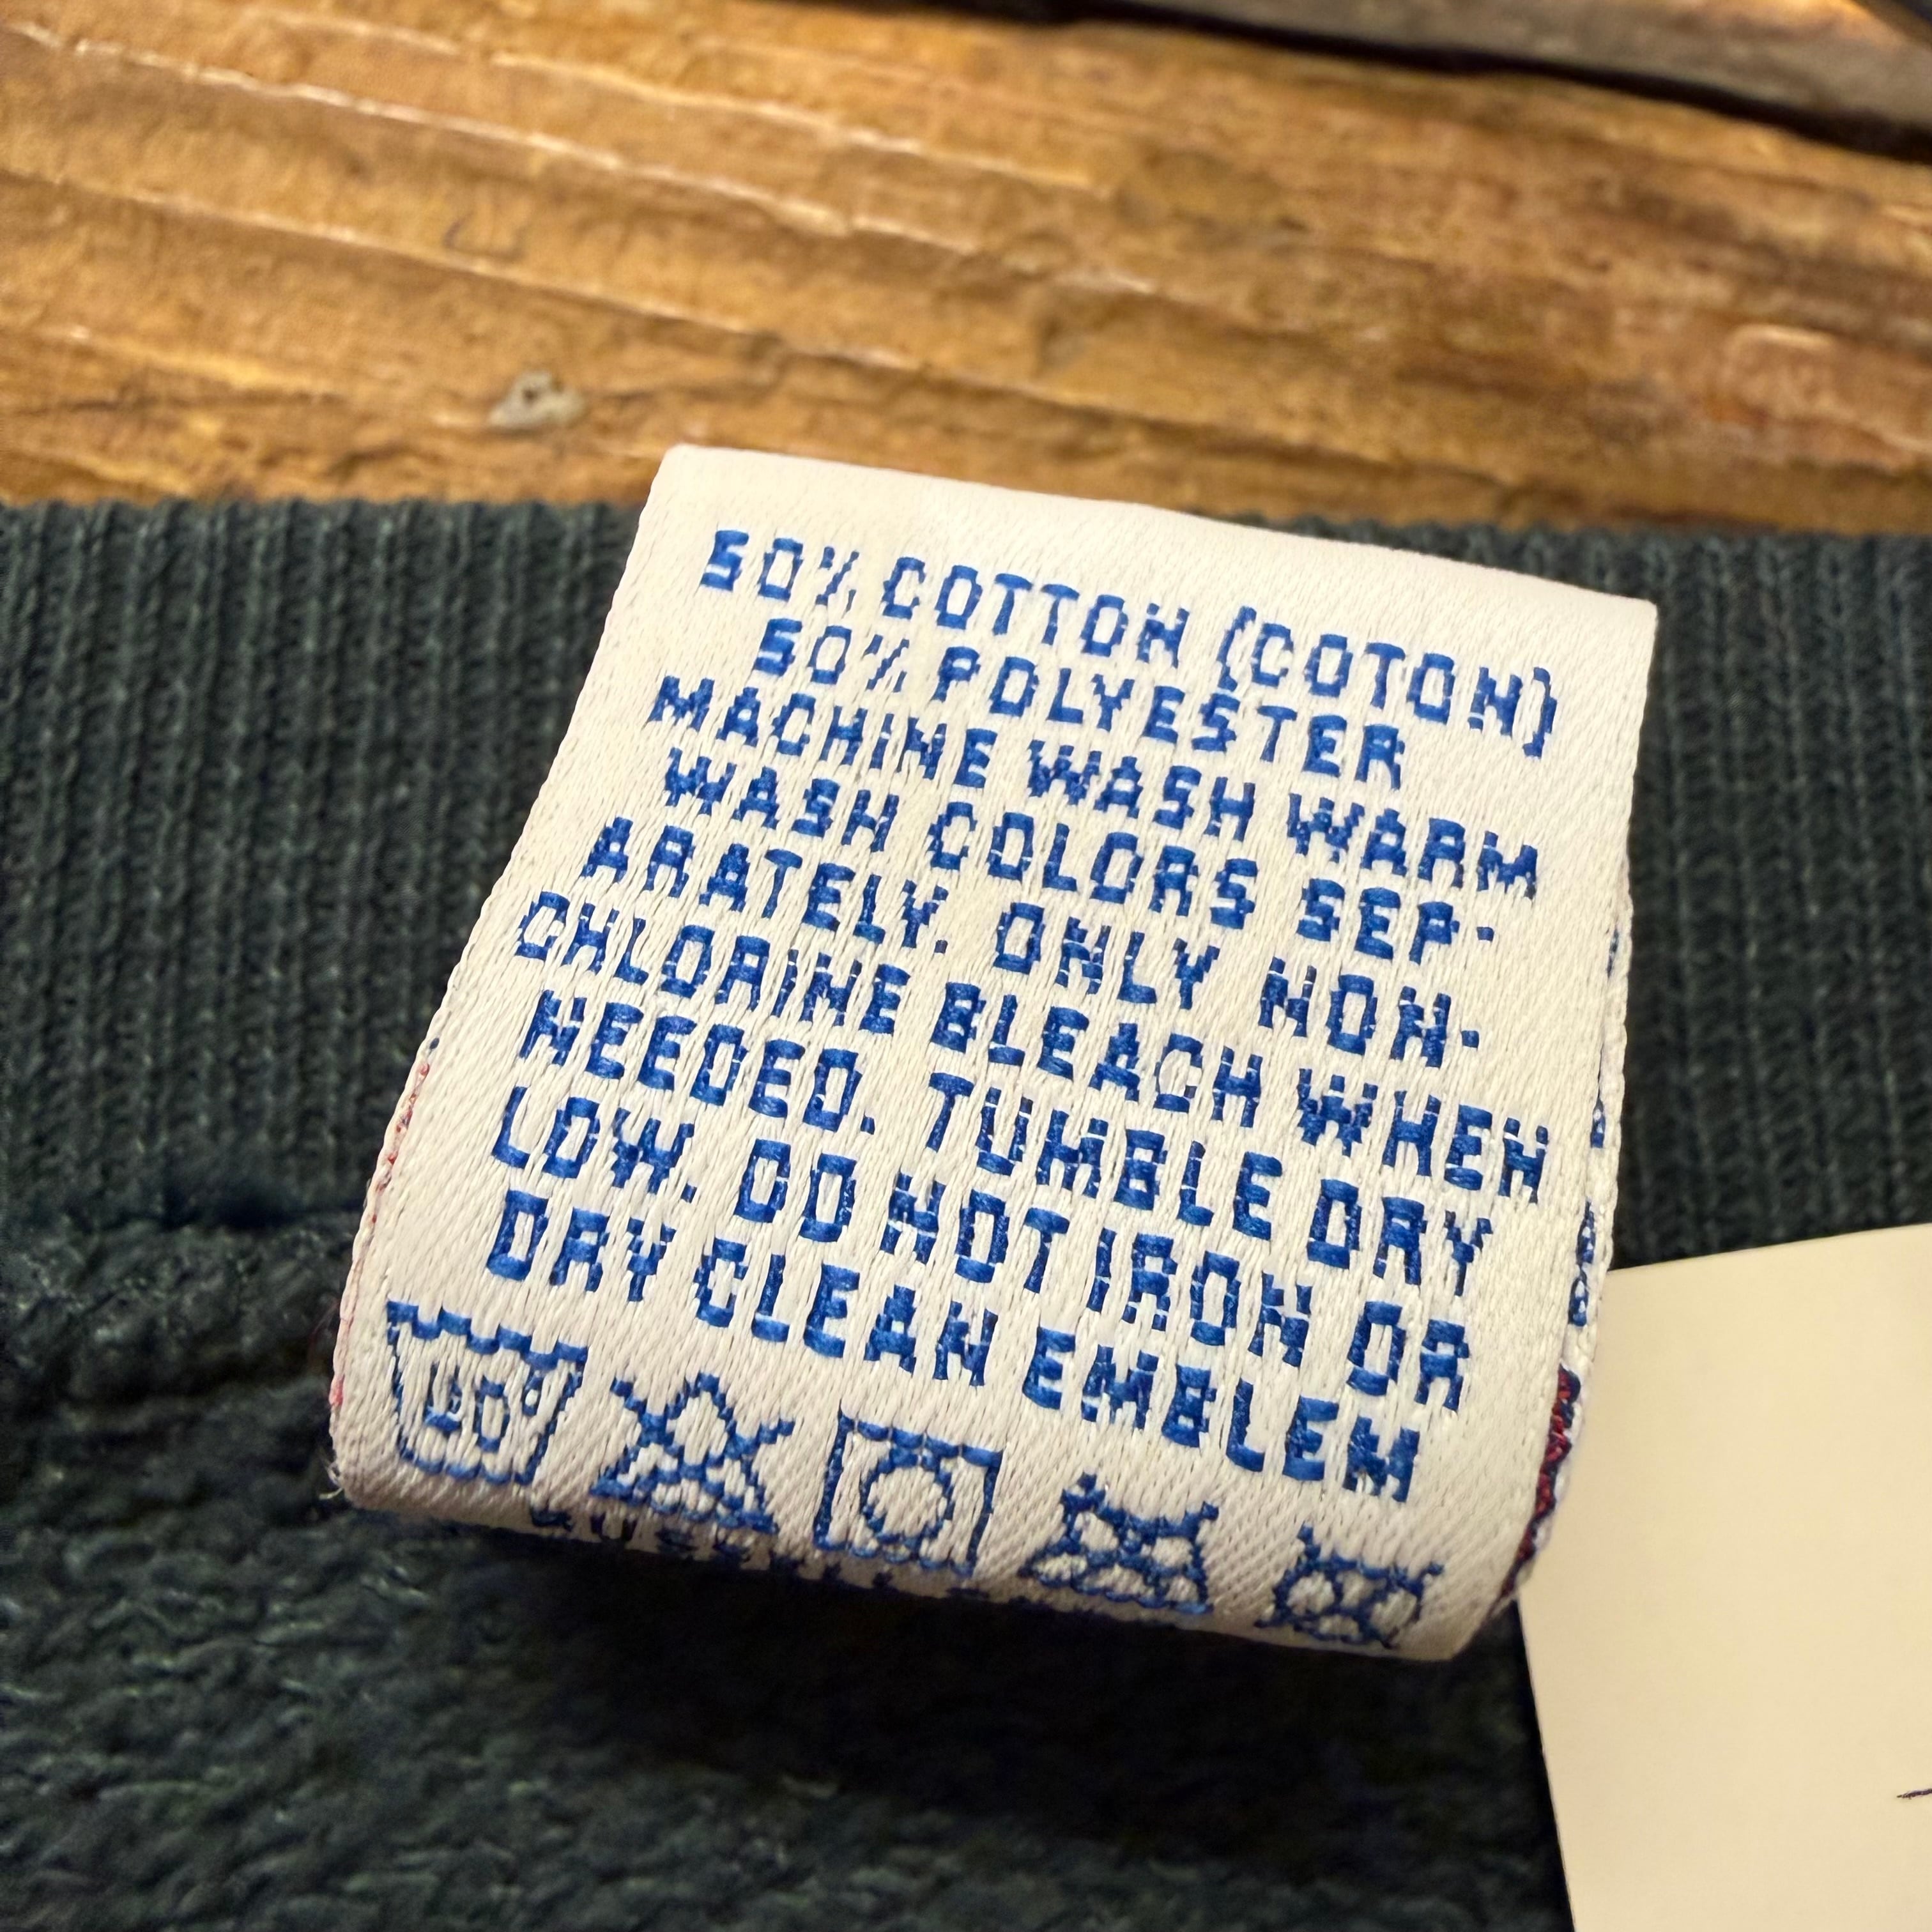 50% COTTON (COTON)
50% POLYESTER
MACHINE WASH WARM
WASH COLORS SEP-
ARATELY. ONLY NON-
CHLORINE BLEACH WHEN
NEEDED. TUMBLE DRY
LOW. DO NOT IRON OR
DRY CLEAN EMBLEM